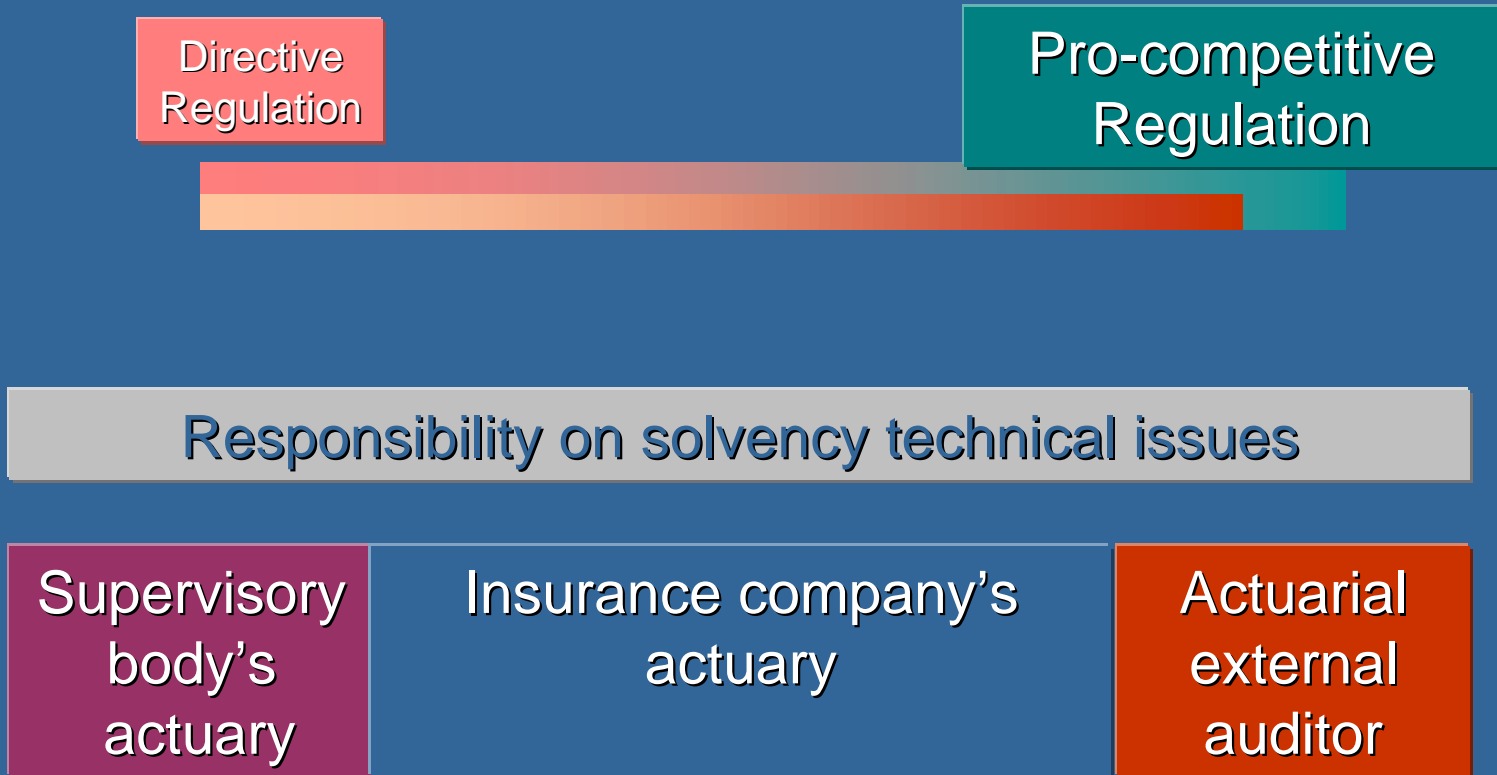 Directive
Regulation
Pro-competitive
Regulation
Responsibility on solvency technical issues
Supervisory
body’s
actuary
Insurance company’s
actuary
Actuarial
external
auditor